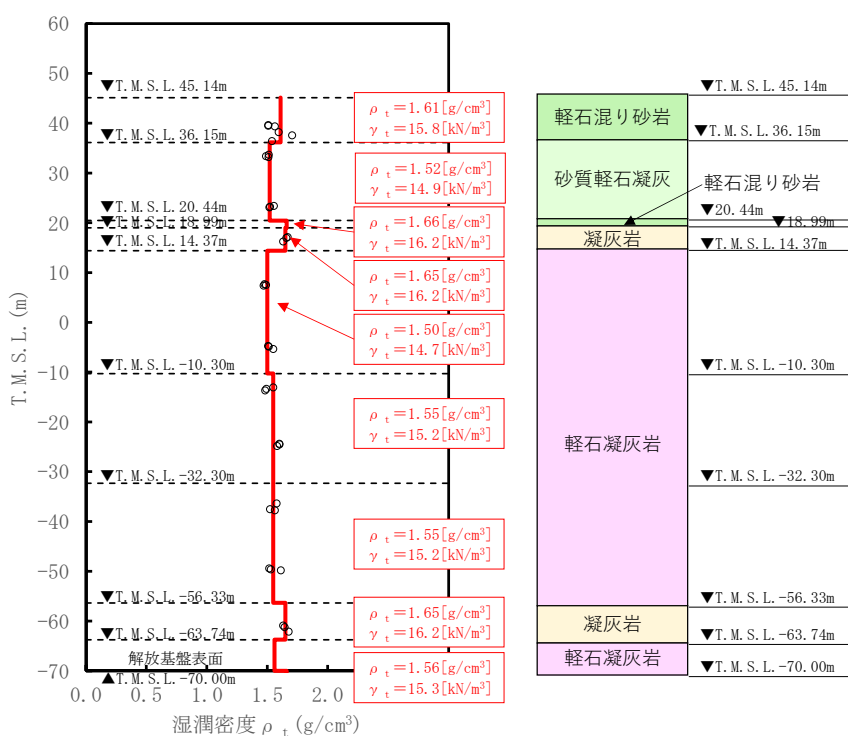 60
50
40
30
20
10
0
−10
−20
−30
−40
−50
−60
−70
T.M.S.L.(m)
0.0
0.5
1.0
1.5
2.0
湿潤密度ρt(g/cm³)
▼T.M.S.L.45.14m
▼T.M.S.L.36.15m
▼T.M.S.L.20.44m
▼T.M.S.L.18.99m
▼T.M.S.L.14.37m
▼T.M.S.L.-10.30m
▼T.M.S.L.-32.30m
▼T.M.S.L.-56.33m
▼T.M.S.L.-63.74m
解放基盤表面
▲T.M.S.L.-70.00m
ρt=1.61[g/cm³]
γt=15.8[kN/m³]
ρt=1.52[g/cm³]
γt=14.9[kN/m³]
ρt=1.66[g/cm³]
γt=16.2[kN/m³]
ρt=1.65[g/cm³]
γt=16.2[kN/m³]
ρt=1.50[g/cm³]
γt=14.7[kN/m³]
ρt=1.55[g/cm³]
γt=15.2[kN/m³]
ρt=1.55[g/cm³]
γt=15.2[kN/m³]
ρt=1.65[g/cm³]
γt=16.2[kN/m³]
ρt=1.56[g/cm³]
γt=15.3[kN/m³]
軽石混り砂岩
砂質軽石凝灰
軽石混り砂岩
凝灰岩
軽石凝灰岩
凝灰岩
軽石凝灰岩
▼T.M.S.L.45.14m
▼T.M.S.L.36.15m
▼20.44m
▼18.99m
▼T.M.S.L.14.37m
▼T.M.S.L.-10.30m
▼T.M.S.L.-32.30m
▼T.M.S.L.-56.33m
▼T.M.S.L.-63.74m
▼T.M.S.L.-70.00m